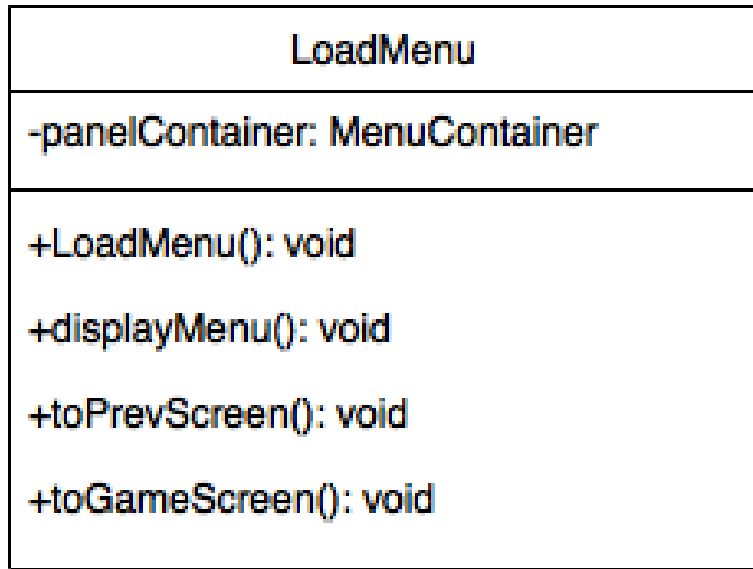 LoadMenu
-panelContainer: MenuContainer
+LoadMenu(): void
+displayMenu(): void
+toPrevScreen(): void
+toGameScreen(): void